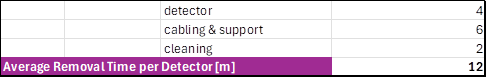 detector 4
cabling & support 6
cleaning 2
Average Removal Time per Detector[m] 12